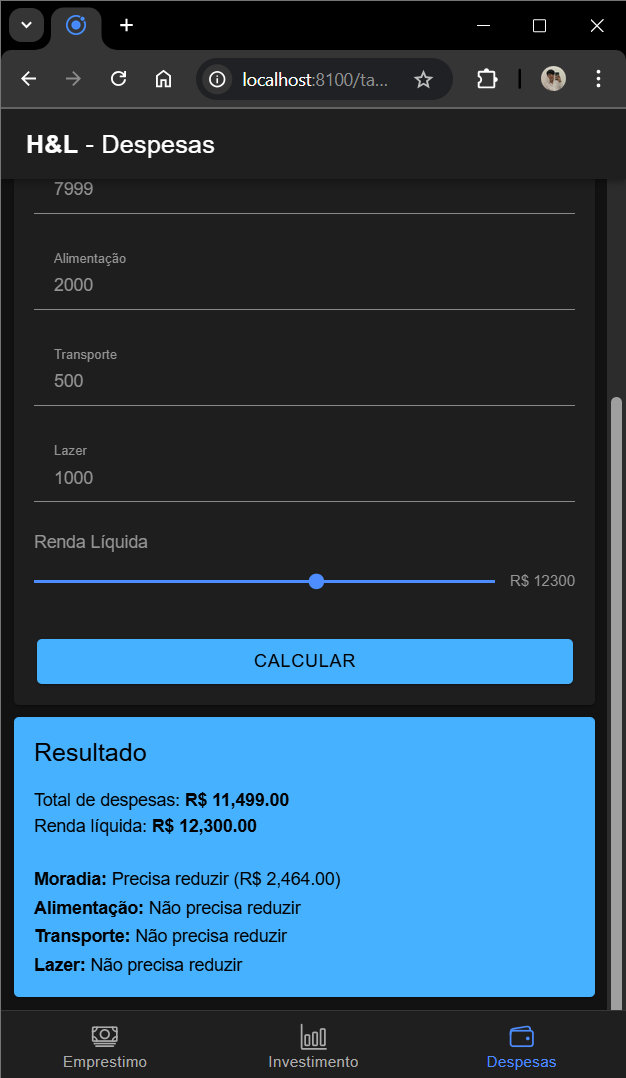 localhost:8100/ta...
H&L - Despesas
7999
Alimentação
2000
Transporte
500
Lazer
1000
Renda Líquida
R$ 12300
CALCULAR
Resultado
Total de despesas: R$ 11,499.00
Renda líquida: R$ 12,300.00
Moradia: Precisa reduzir (R$ 2,464.00)
Alimentação: Não precisa reduzir
Transporte: Não precisa reduzir
Lazer: Não precisa reduzir
Emprestimo Investimento Despesas